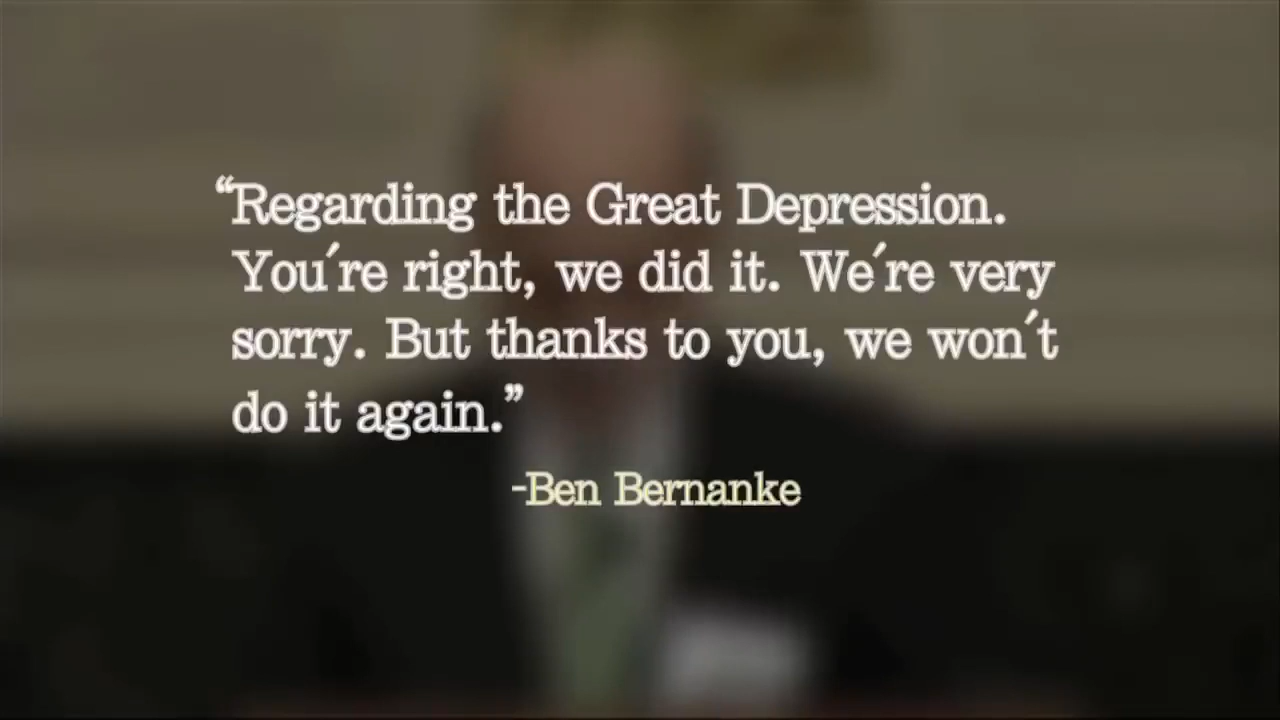 “Regarding the Great Depression.
You´re right, we did it. We´re very
sorry. But thanks to you, we won´t
do it again.”
-Ben Bernanke